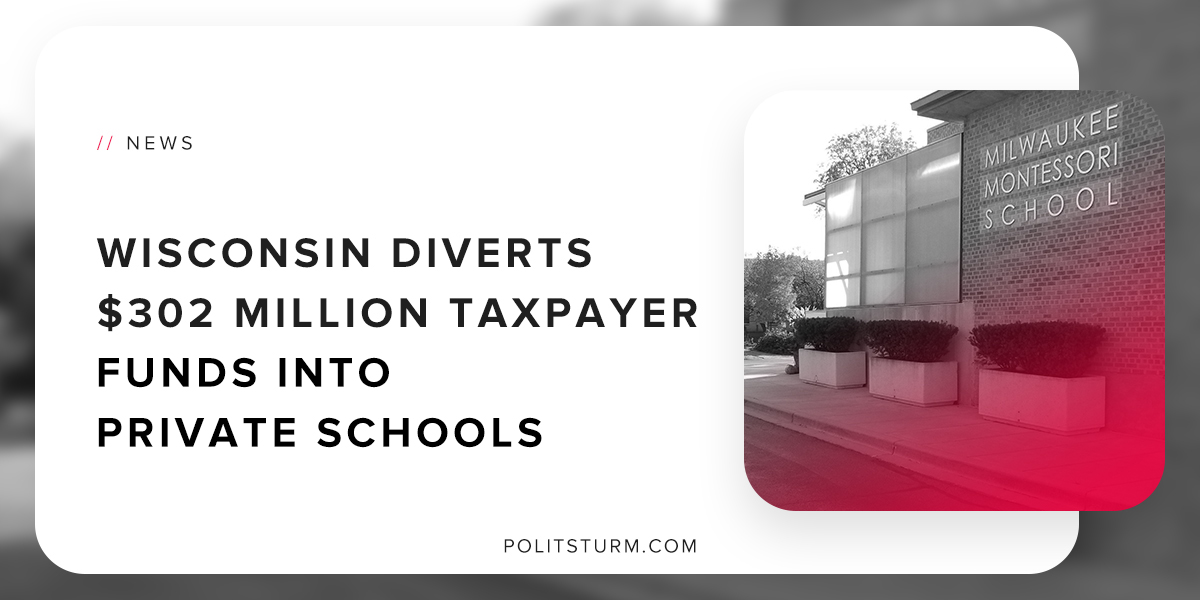 // NEWS
WISCONSIN DIVERTS
$302 MILLION TAXPAYER
FUNDS INTO
PRIVATE SCHOOLS
POLITSTURM.COM
MILWAUKEE
MONTESSORI
SCHOOL